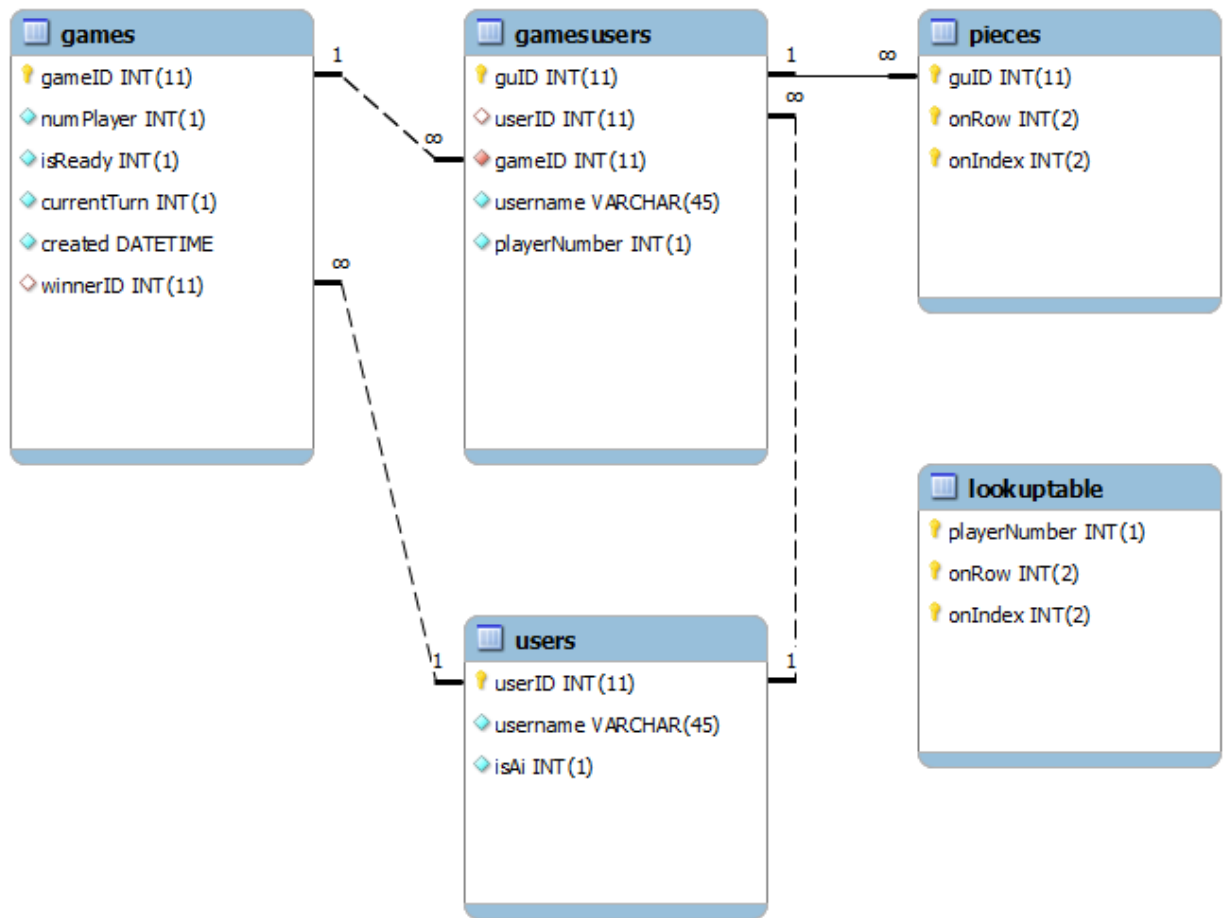 games
gameID INT(11)
numPlayer INT(1)
isReady INT(1)
currentTurn INT(1)
created DATETIME
winnerID INT(11)
1
∞
∞
1
gamesusers
guID INT(11)
userID INT(11)
gameID INT(11)
username VARCHAR(45)
playerNumber INT(1)
1
∞
∞
1
pieces
guID INT(11)
onRow INT(2)
onIndex INT(2)
users
userID INT(11)
username VARCHAR(45)
isAi INT(1)
lookuptable
playerNumber INT(1)
onRow INT(2)
onIndex INT(2)